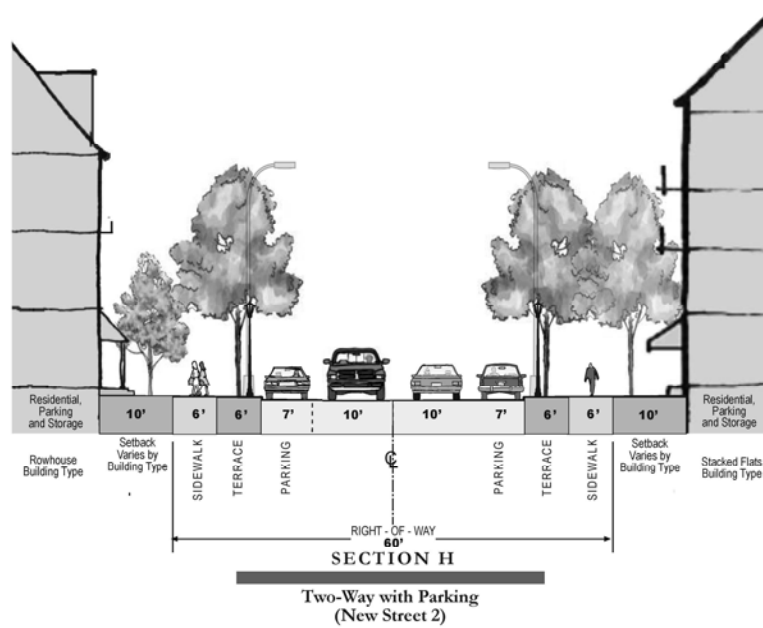 Residential,
Parking
and Storage
10'
6'
6'
7'
10'
10'
7'
6'
6'
10'
Residential,
Parking
and Storage
Rowhouse
Building Type
Setback
Varies by
Building Type
SIDEWALK
TERRACE
PARKING
℄
PARKING
TERRACE
SIDEWALK
Setback
Varies by
Building Type
Stacked Flats
Building Type
RIGHT - OF - WAY
60'
SECTION H
Two-Way with Parking
(New Street 2)